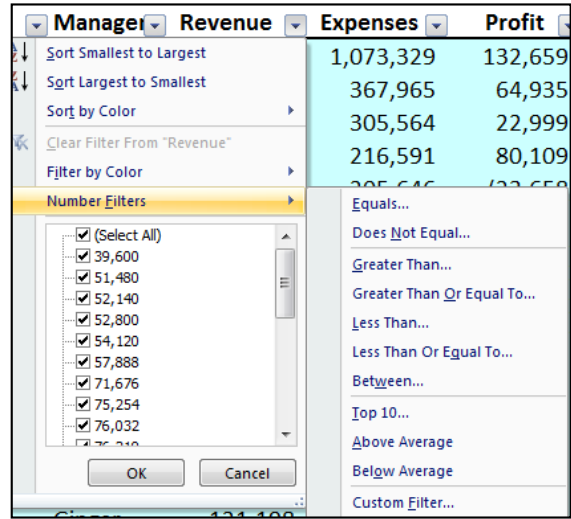 Manager Revenue Expenses Profit
Sort Smallest to Largest
Sort Largest to Smallest
Sort by Color
Clear Filter From "Revenue"
Filter by Color
Number Filters
(Select All)
39,600
51,480
52,140
52,800
54,120
57,888
71,676
75,254
76,032
OK Cancel
1,073,329 132,659
367,965 64,935
305,564 22,999
216,591 80,109
Equals...
Does Not Equal...
Greater Than...
Greater Than Or Equal To...
Less Than...
Less Than Or Equal To...
Between...
Top 10...
Above Average
Below Average
Custom Filter...